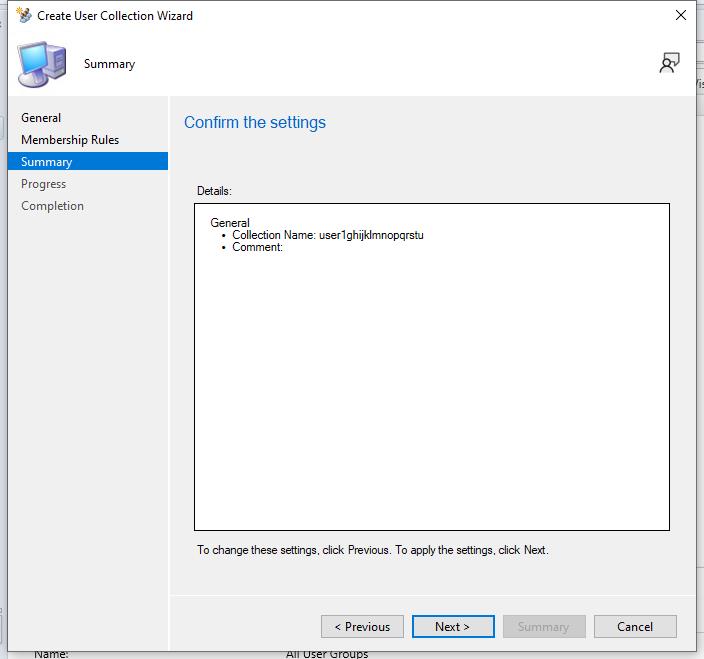 Create User Collection Wizard
Summary
General
Membership Rules
Summary
Progress
Completion
Confirm the settings
Details:
General
• Collection Name: user1ghijklmnopqrstu
• Comment:
To change these settings, click Previous. To apply the settings, click Next.
< Previous
Next >
Summary
Cancel
Name:
All User Groups